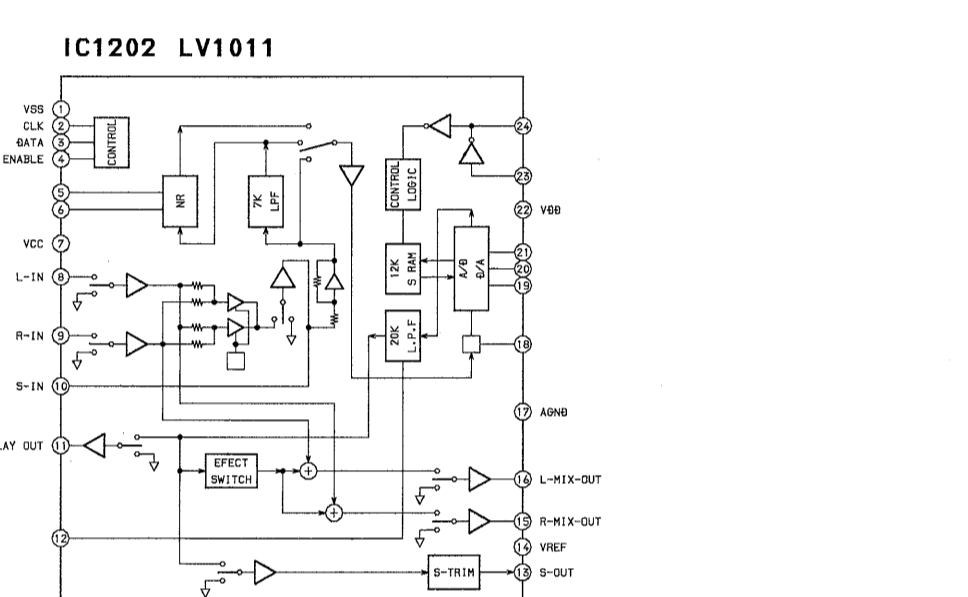 IC1202 LV1011
VSS 1
CLK 2
DATA 3
ENABLE 4
CONTROL
5
6
NR
7K
LPF
VCC 7
L-IN 8
R-IN 9
S-IN 10
LAY OUT 11
12
CONTROL
LOGIC
12K
S RAM
A/D
D/A
20K
L.P.F
EFECT
SWITCH
S-TRIM
24
23
22 VDD
21
20
19
18
17 AGND
16 L-MIX-OUT
15 R-MIX-OUT
14 VREF
13 S-OUT